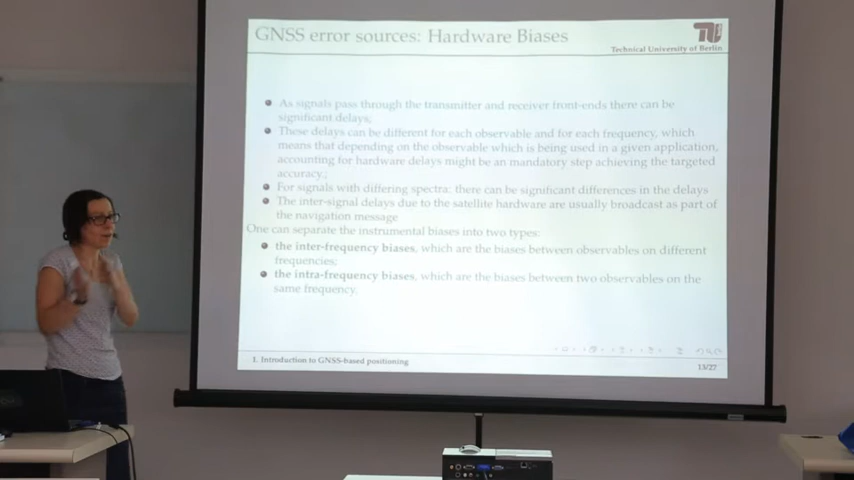 GNSS error sources: Hardware Biases
Technical University of Berlin
As signals pass through the transmitter and receiver front-ends there can be
significant delays;
These delays can be different for each observable and for each frequency, which
means that depending on the observable which is being used in a given application,
accounting for hardware delays might be an mandatory step achieving the targeted
accuracy;
For signals with differing spectra: there can be significant differences in the delays
The inter-signal delays due to the satellite hardware are usually broadcast as part of
the navigation message
One can separate the instrumental biases into two types:
the inter-frequency biases, which are the biases between observables on different
frequencies;
the intra-frequency biases, which are the biases between two observables on the
same frequency.
1. Introduction to GNSS-based positioning
13/27